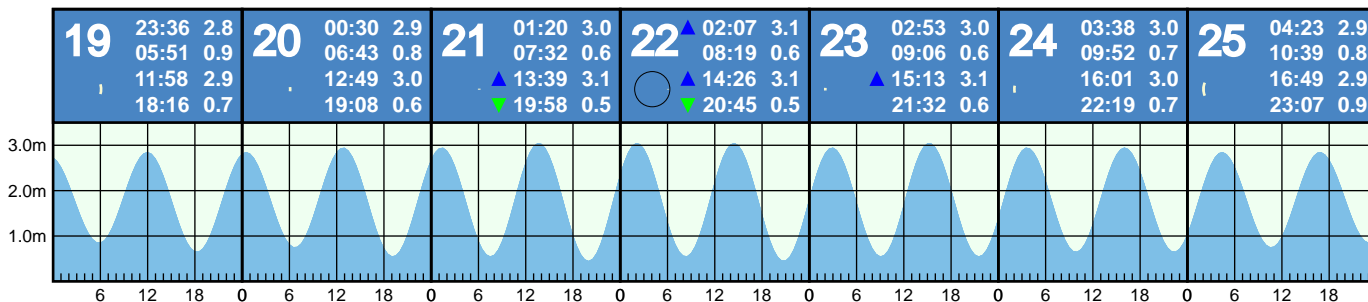 19 23:36 2.8
05:51 0.9
11:58 2.9
18:16 0.7
20 00:30 2.9
06:43 0.8
12:49 3.0
19:08 0.6
21 01:20 3.0
07:32 0.6
▲ 13:39 3.1
▼ 19:58 0.5
22 ▲ 02:07 3.1
08:19 0.6
▲ 14:26 3.1
▼ 20:45 0.5
23 02:53 3.0
09:06 0.6
▲ 15:13 3.1
21:32 0.6
24 03:38 3.0
09:52 0.7
16:01 3.0
22:19 0.7
25 04:23 2.9
10:39 0.8
16:49 2.9
23:07 0.9
3.0m
2.0m
1.0m
6 12 18 0 6 12 18 0 6 12 18 0 6 12 18 0 6 12 18 0 6 12 18 0 6 12 18